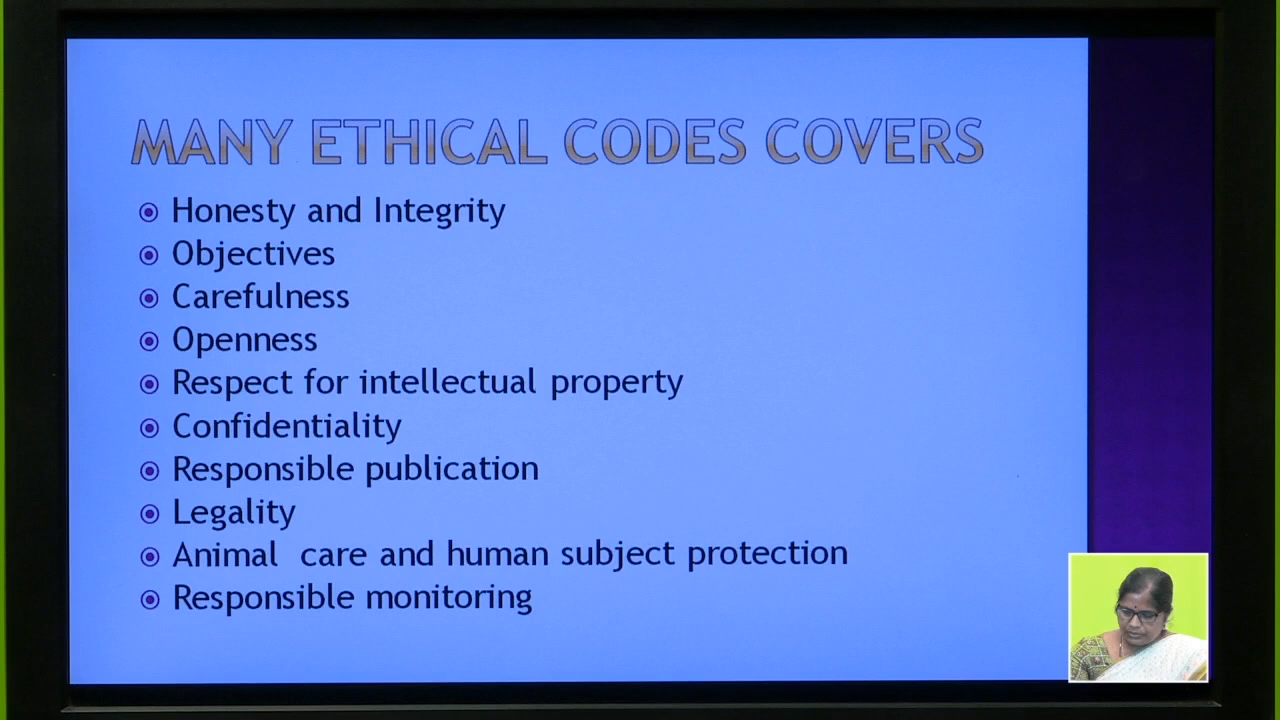 MANY ETHICAL CODES COVERS
Honesty and Integrity
Objectives
Carefulness
Openness
Respect for intellectual property
Confidentiality
Responsible publication
Legality
Animal care and human subject protection
Responsible monitoring